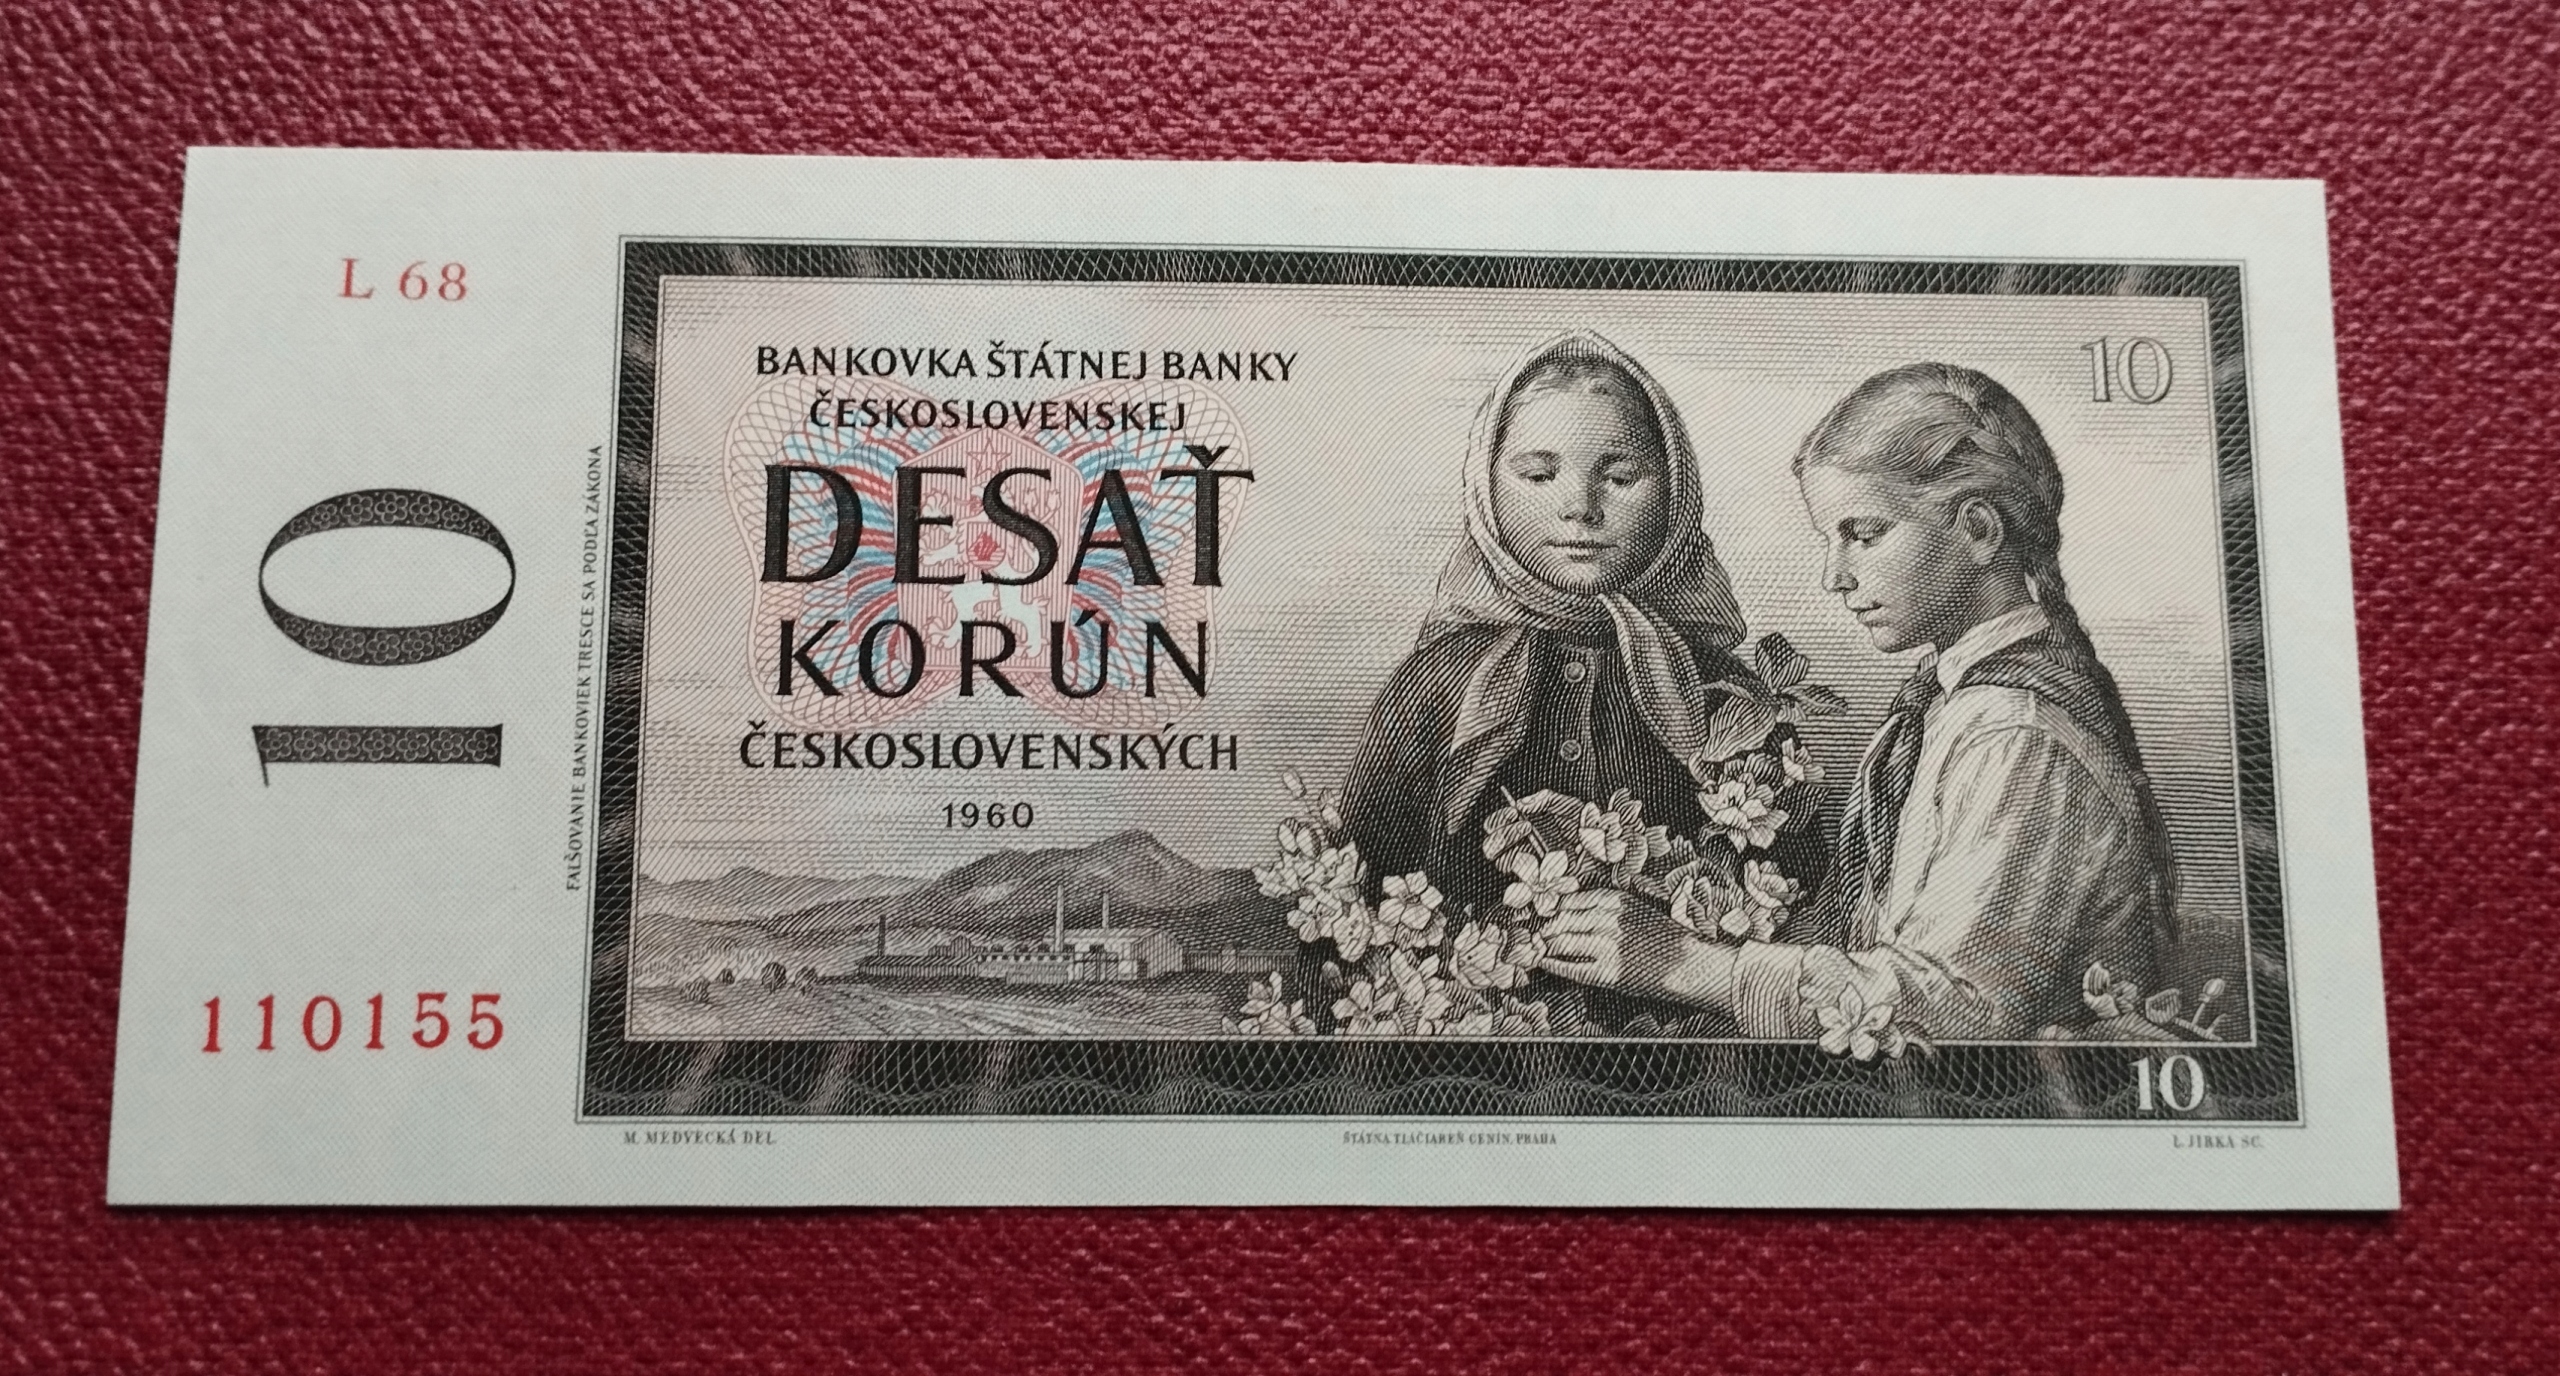 L 68
10
110155
FALŠOVANIE BANKOVIEK TRESCE SA PODĽA ZÁKONA
BANKOVKA ŠTÁTNEJ BANKY
ČESKOSLOVENSKEJ
DESAŤ
KORÚN
ČESKOSLOVENSKÝCH
1960
10
10
M. MEDVECKÁ DEL.
ŠTÁTNA TLAČIAREŇ CENÍN, PRAHA
L. JIRKA SC.